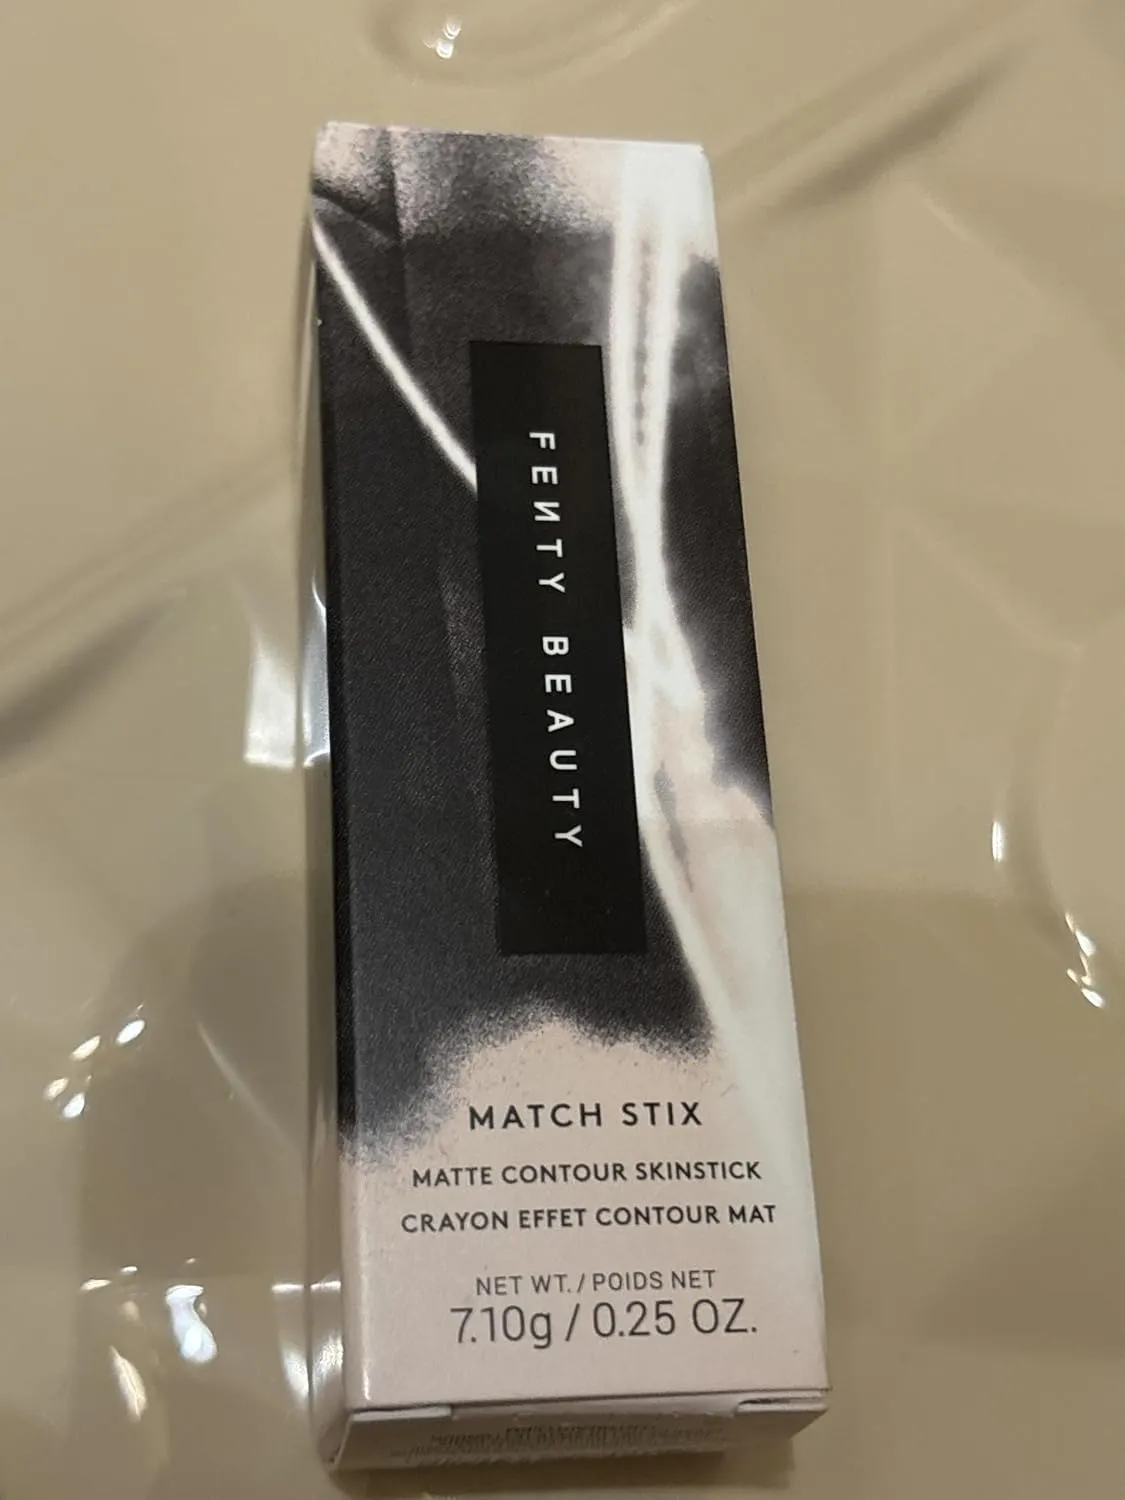 FEИTY BEAUTY
MATCH STIX
MATTE CONTOUR SKINSTICK
CRAYON EFFET CONTOUR MAT
NET WT. / POIDS NET
7.10g / 0.25 OZ.